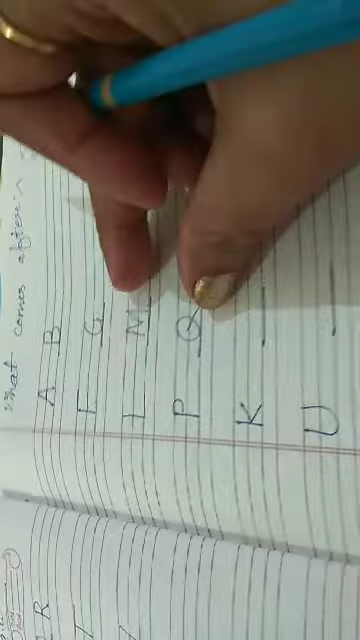 What comes after :-
A B
F G
L M
P Q
K
U
R